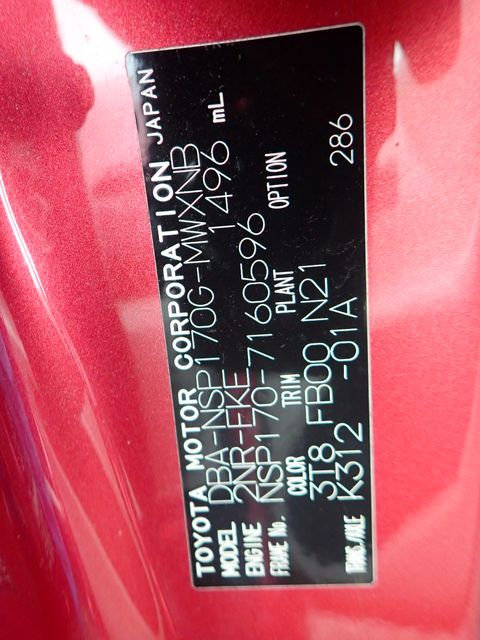 TOYOTA MOTOR CORPORATION JAPAN
MODEL DBA-NSP170G-MWXNB
ENGINE 2NR-FKE 1496 mL
FRAME No. NSP170-7160596
COLOR TRIM PLANT OPTION
3T8 FB00 N21
TRANS/AXLE K312 -01A 286